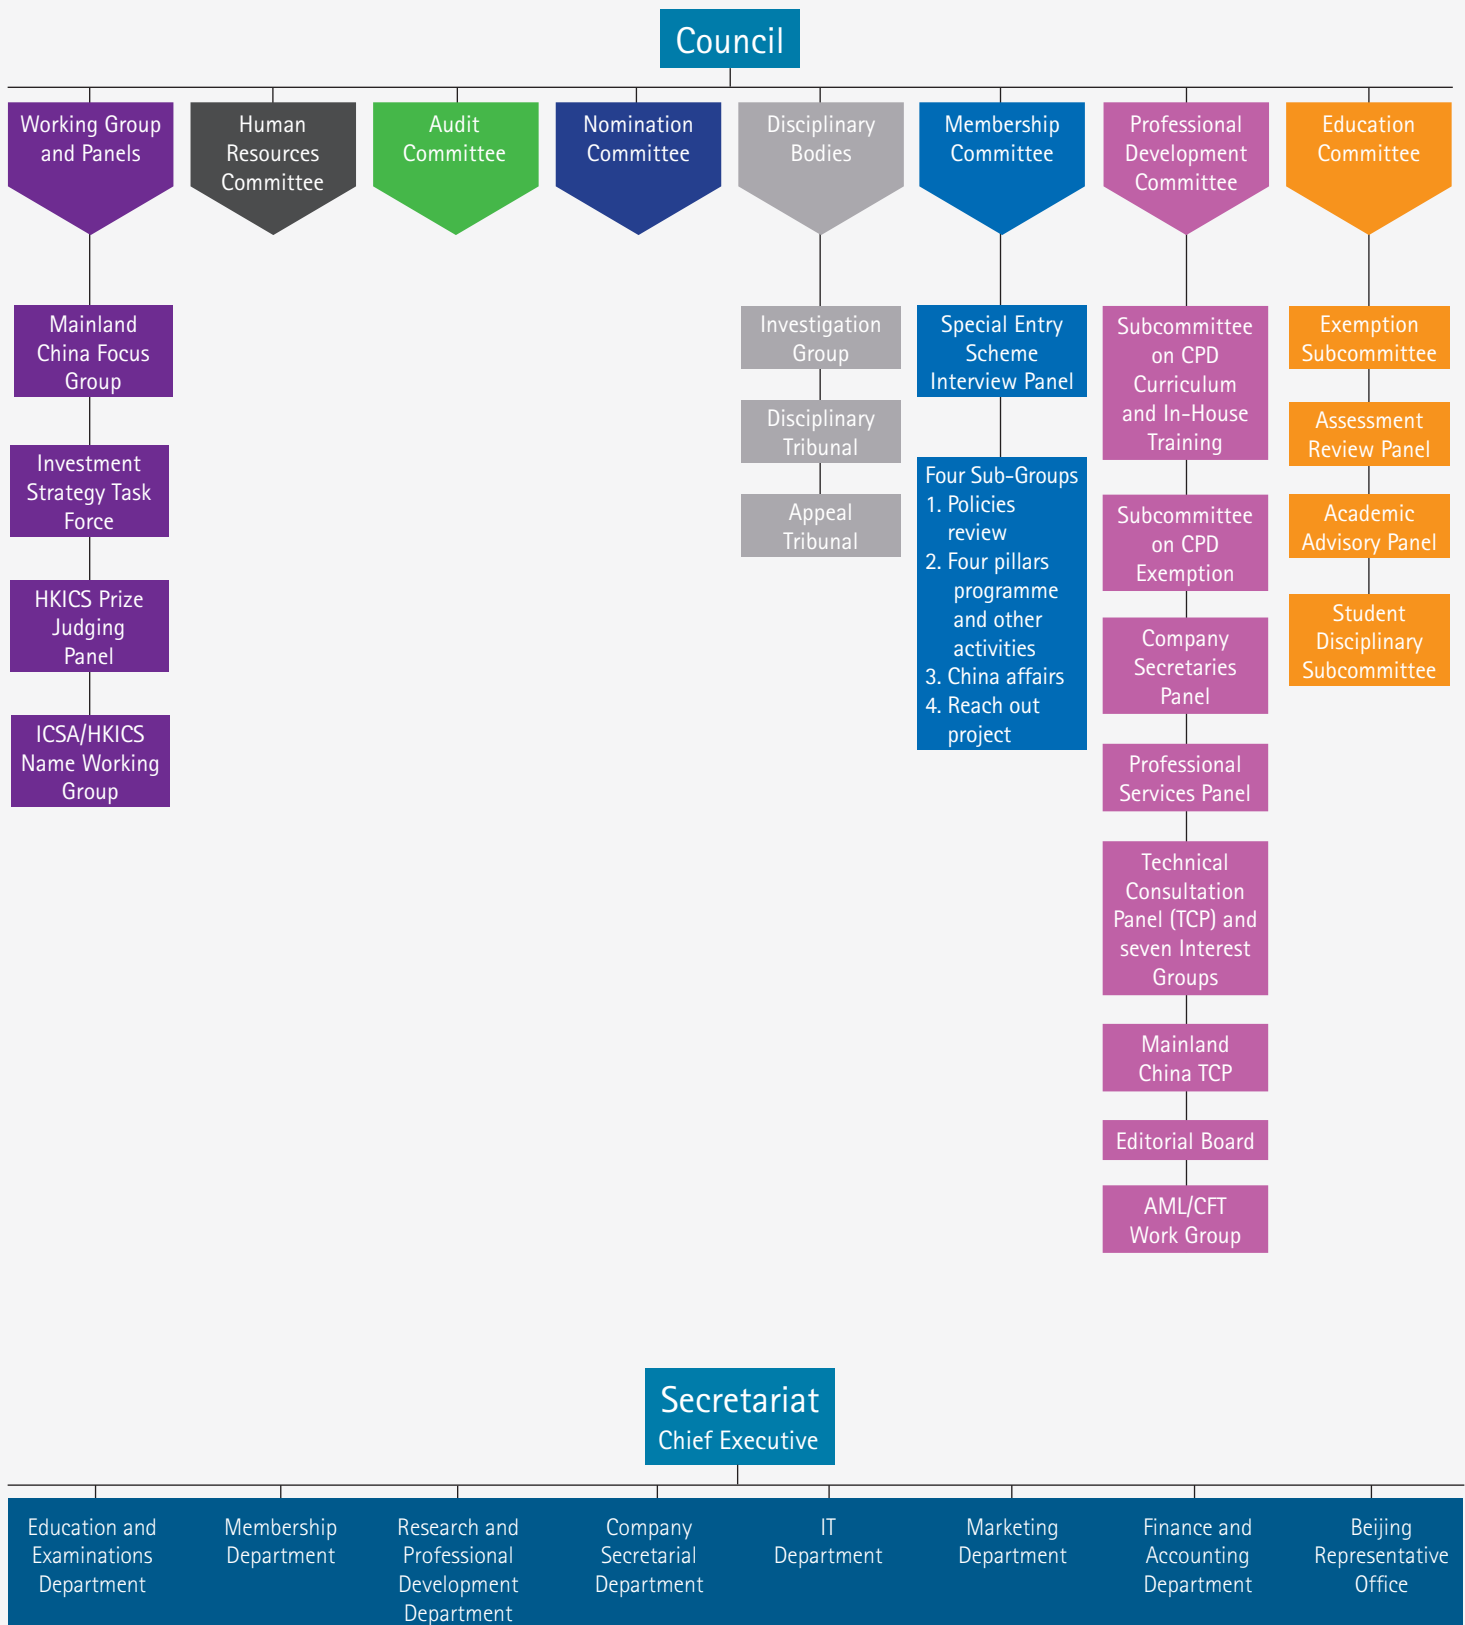 Council
Working Group
and Panels
Human
Resources
Committee
Audit
Committee
Nomination
Committee
Disciplinary
Bodies
Membership
Committee
Professional
Development
Committee
Education
Committee
Mainland
China Focus
Group
Investment
Strategy Task
Force
HKICS Prize
Judging
Panel
ICSA/HKICS
Name Working
Group
Investigation
Group
Disciplinary
Tribunal
Appeal
Tribunal
Special Entry
Scheme
Interview Panel
Four Sub-Groups
1. Policies
review
2. Four pillars
programme
and other
activities
3. China affairs
4. Reach out
project
Subcommittee
on CPD
Curriculum
and In-House
Training
Subcommittee
on CPD
Exemption
Company
Secretaries
Panel
Professional
Services Panel
Technical
Consultation
Panel (TCP) and
seven Interest
Groups
Mainland
China TCP
Editorial Board
AML/CFT
Work Group
Exemption
Subcommittee
Assessment
Review Panel
Academic
Advisory Panel
Student
Disciplinary
Subcommittee
Secretariat
Chief Executive
Education and
Examinations
Department
Membership
Department
Research and
Professional
Development
Department
Company
Secretarial
Department
IT
Department
Marketing
Department
Finance and
Accounting
Department
Beijing
Representative
Office